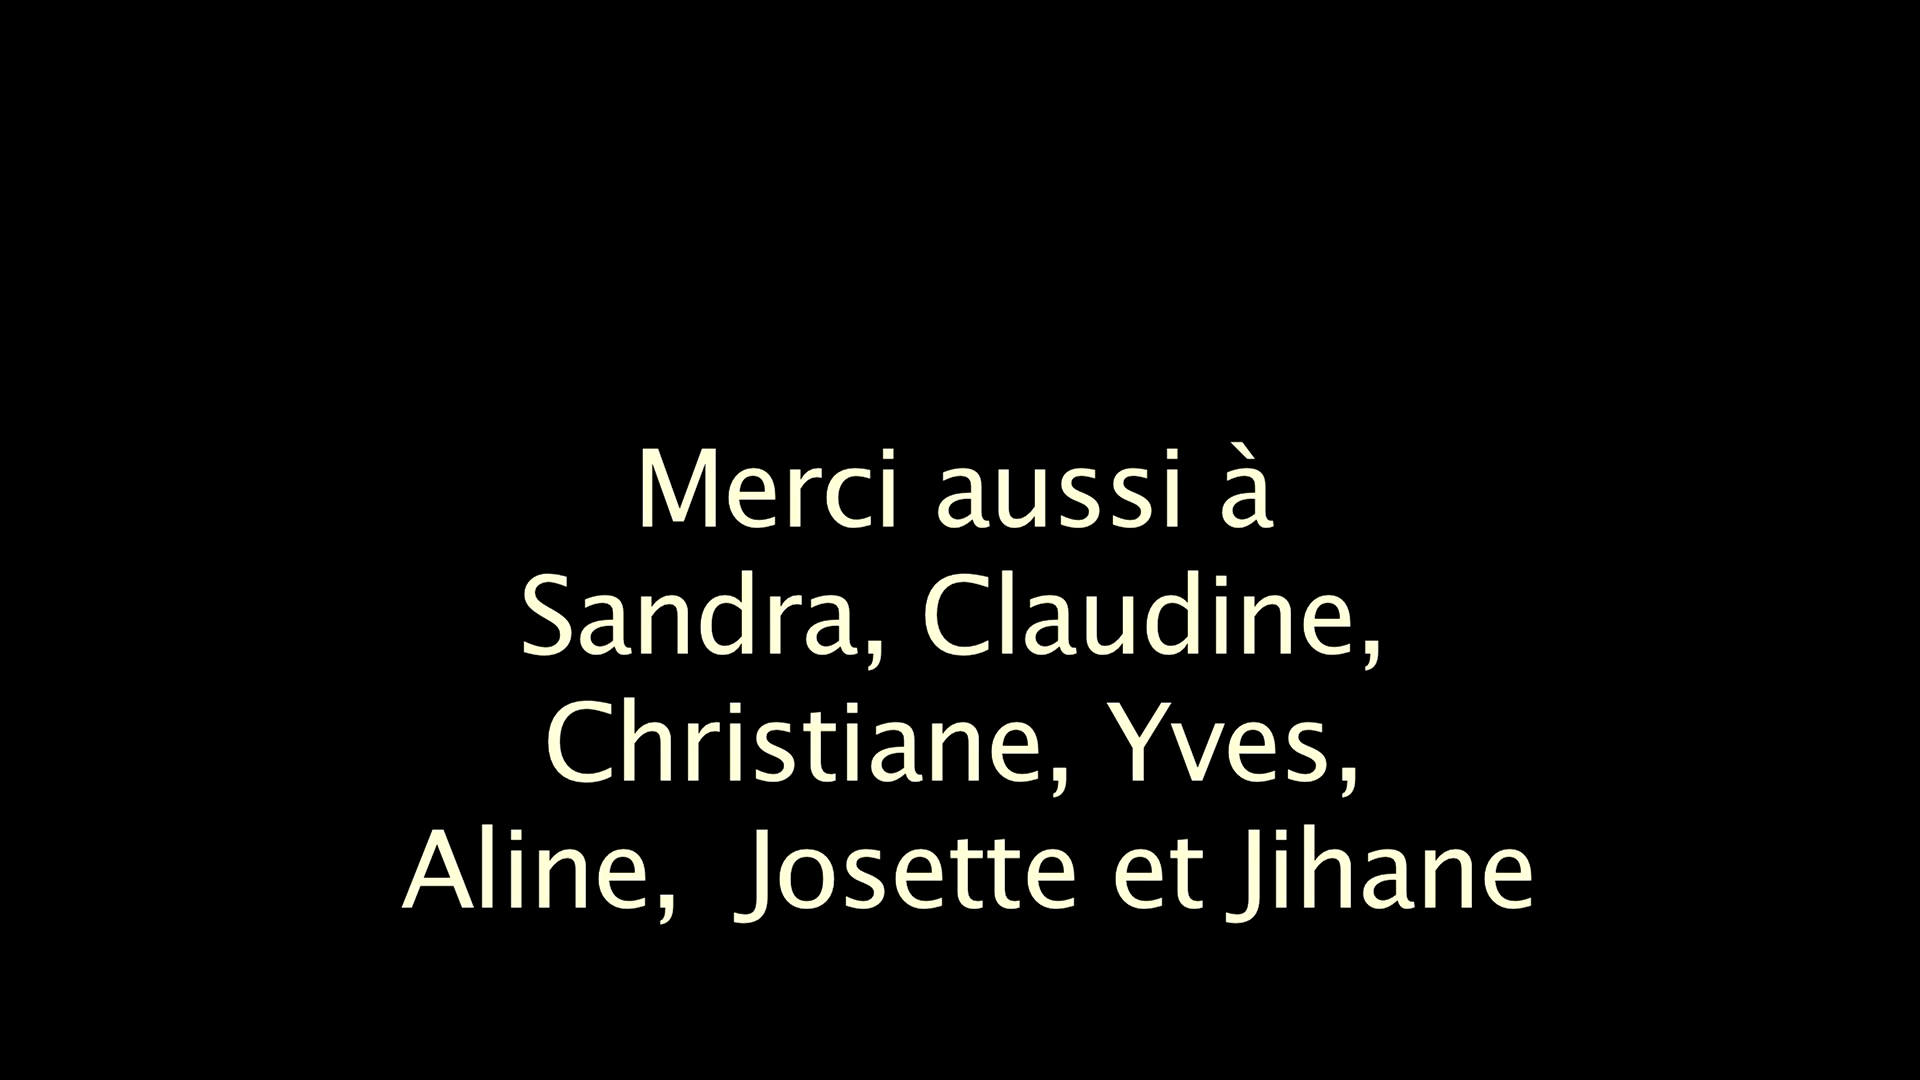 Merci aussi à
Sandra, Claudine,
Christiane, Yves,
Aline,  Josette et Jihane